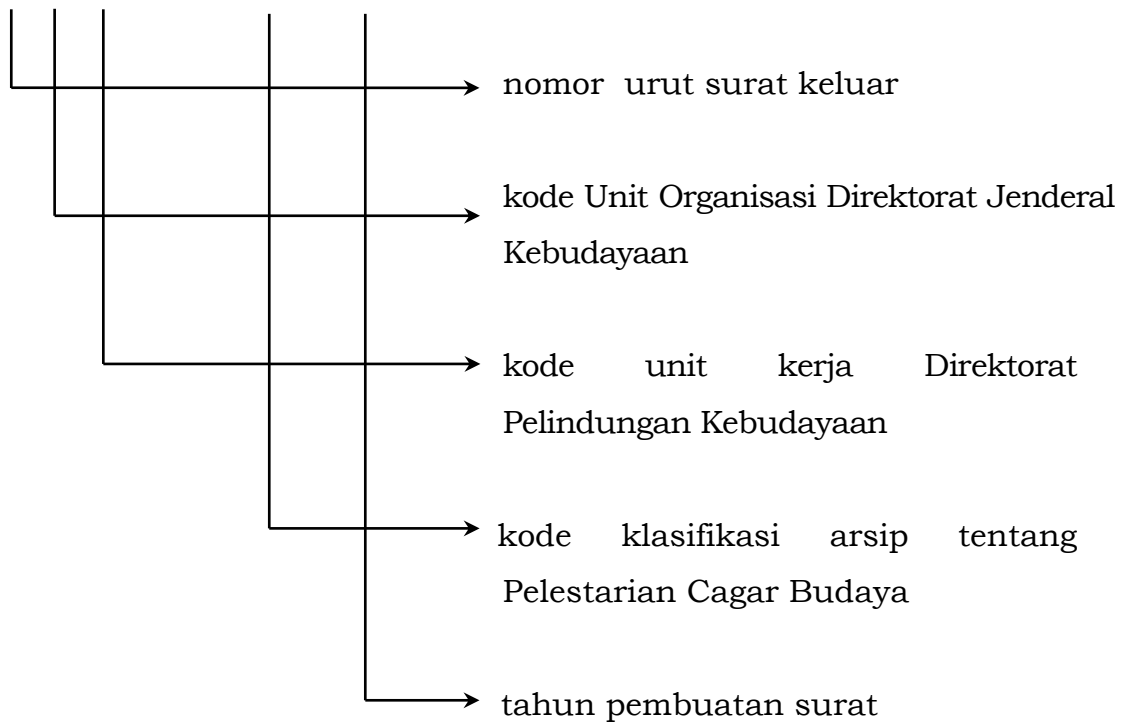 nomor urut surat keluar
kode Unit Organisasi Direktorat Jenderal
Kebudayaan
kode unit kerja Direktorat
Pelindungan Kebudayaan
kode klasifikasi arsip tentang
Pelestarian Cagar Budaya
tahun pembuatan surat